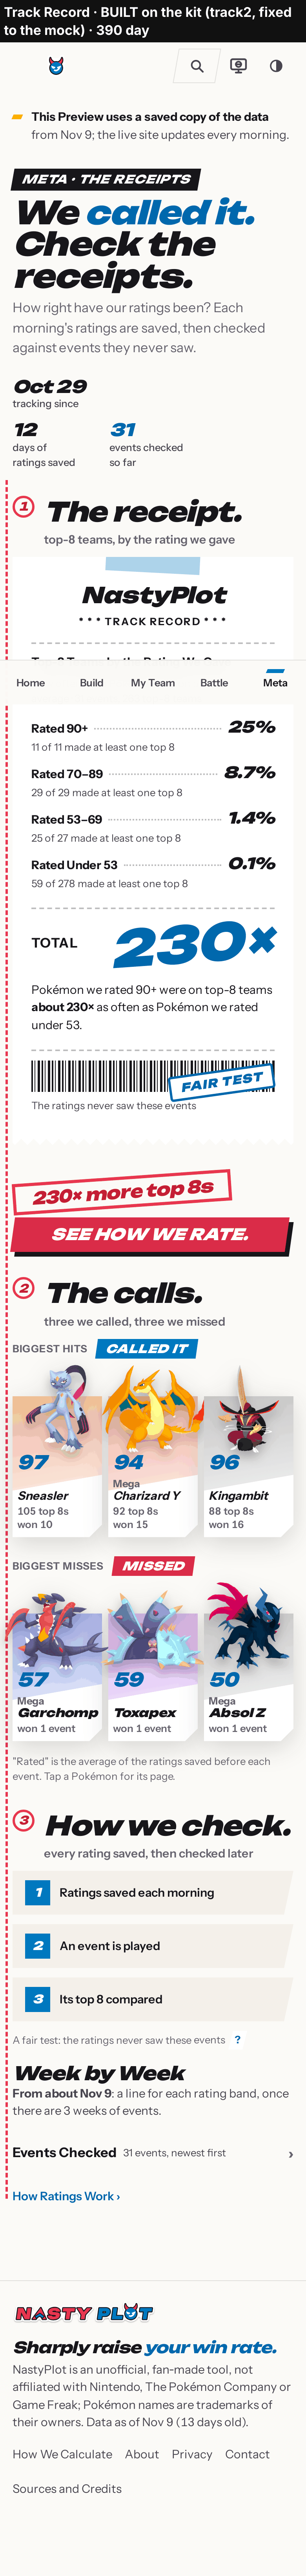 Track Record · BUILT on the kit (track2, fixed
to the mock) · 390 day
This Preview uses a saved copy of the data
from Nov 9; the live site updates every morning.
META · THE RECEIPTS
We called it.
Check the
receipts.
How right have our ratings been? Each
morning's ratings are saved, then checked
against events they never saw.
Oct 29
tracking since
12
days of
ratings saved
31
events checked
so far
1 The receipt.
top-8 teams, by the rating we gave
NastyPlot
• • • TRACK RECORD • • •
Home Build My Team Battle Meta
Rated 90+ 25%
11 of 11 made at least one top 8
Rated 70–89 8.7%
29 of 29 made at least one top 8
Rated 53–69 1.4%
25 of 27 made at least one top 8
Rated Under 53 0.1%
59 of 278 made at least one top 8
TOTAL 230×
Pokémon we rated 90+ were on top-8 teams
about 230× as often as Pokémon we rated
under 53.
FAIR TEST
The ratings never saw these events
230× more top 8s
SEE HOW WE RATE.
2 The calls.
three we called, three we missed
BIGGEST HITS CALLED IT
97
Sneasler
105 top 8s
won 10
94
Mega
Charizard Y
92 top 8s
won 15
96
Kingambit
88 top 8s
won 16
BIGGEST MISSES MISSED
57
Mega
Garchomp
won 1 event
59
Toxapex
won 1 event
50
Mega
Absol Z
won 1 event
"Rated" is the average of the ratings saved before each
event. Tap a Pokémon for its page.
3 How we check.
every rating saved, then checked later
1 Ratings saved each morning
2 An event is played
3 Its top 8 compared
A fair test: the ratings never saw these events ?
Week by Week
From about Nov 9: a line for each rating band, once
there are 3 weeks of events.
Events Checked 31 events, newest first ›
How Ratings Work ›
NASTY PLOT
Sharply raise your win rate.
NastyPlot is an unofficial, fan-made tool, not
affiliated with Nintendo, The Pokémon Company or
Game Freak; Pokémon names are trademarks of
their owners. Data as of Nov 9 (13 days old).
How We Calculate About Privacy Contact
Sources and Credits